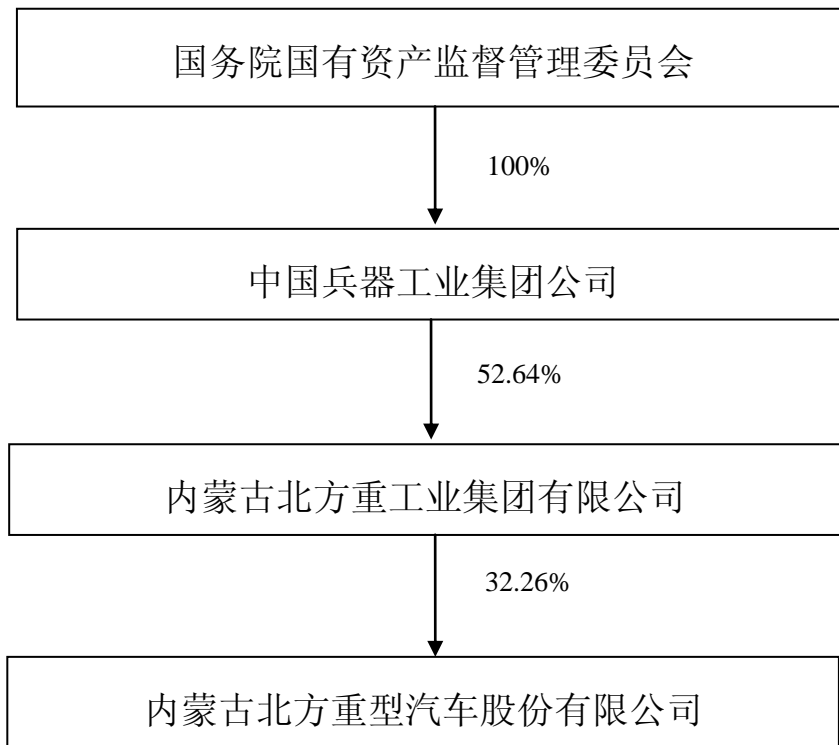 国务院国有资产监督管理委员会
100%
中国兵器工业集团公司
52.64%
内蒙古北方重工业集团有限公司
32.26%
内蒙古北方重型汽车股份有限公司